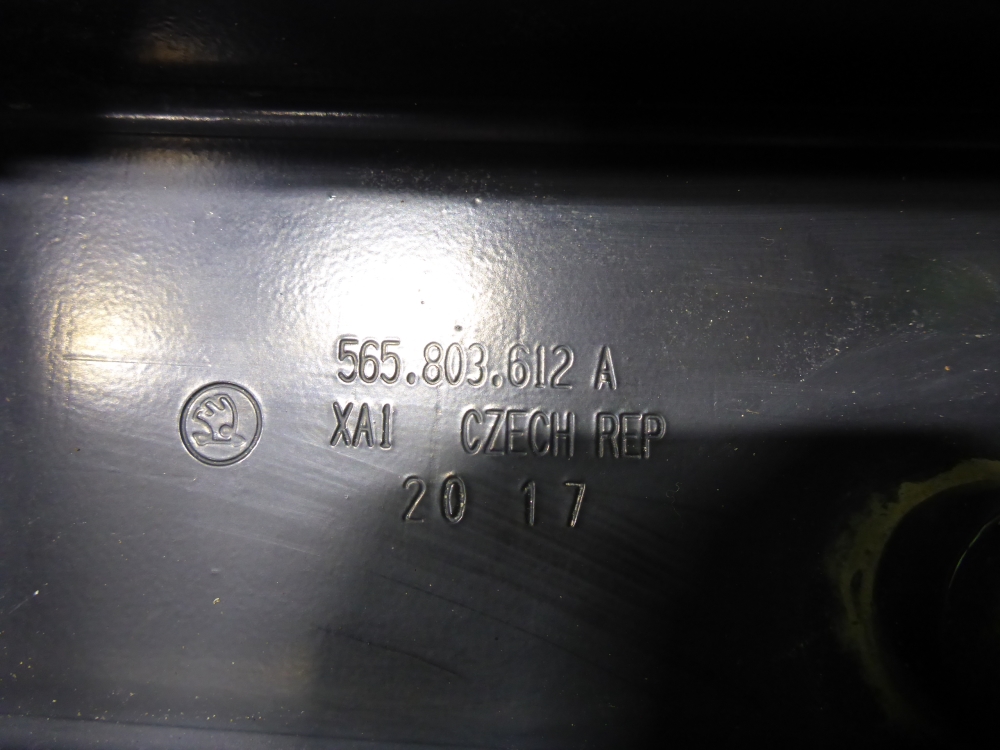 565.803.612 A
XA1 CZECH REP
20 17